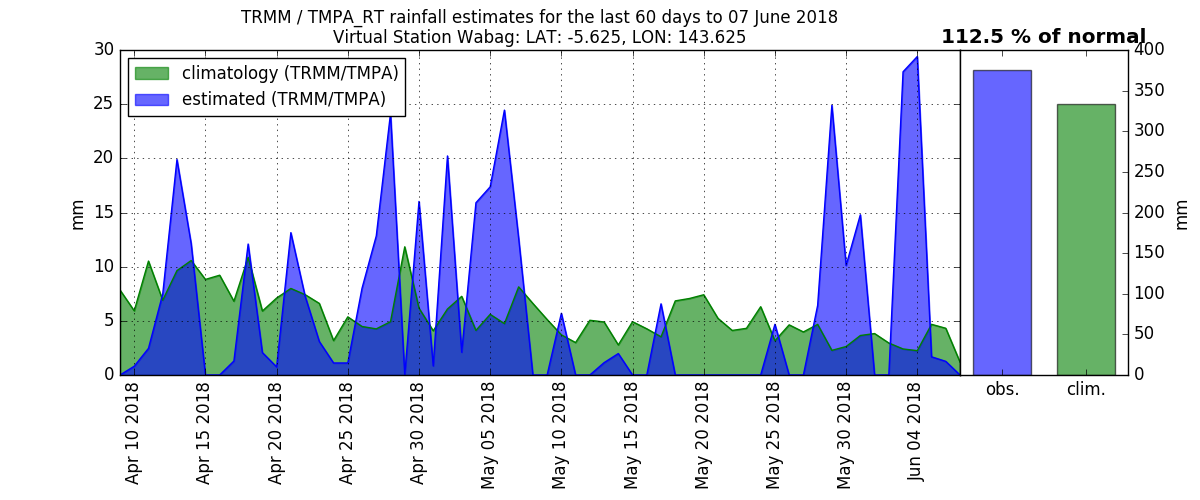 TRMM / TMPA_RT rainfall estimates for the last 60 days to 07 June 2018
Virtual Station Wabag: LAT: -5.625, LON: 143.625
112.5 % of normal
climatology (TRMM/TMPA)
estimated (TRMM/TMPA)
30
25
20
15
10
5
0
mm
Apr 10 2018
Apr 15 2018
Apr 20 2018
Apr 25 2018
Apr 30 2018
May 05 2018
May 10 2018
May 15 2018
May 20 2018
May 25 2018
May 30 2018
Jun 04 2018
obs.
clim.
400
350
300
250
200
150
100
50
0
mm